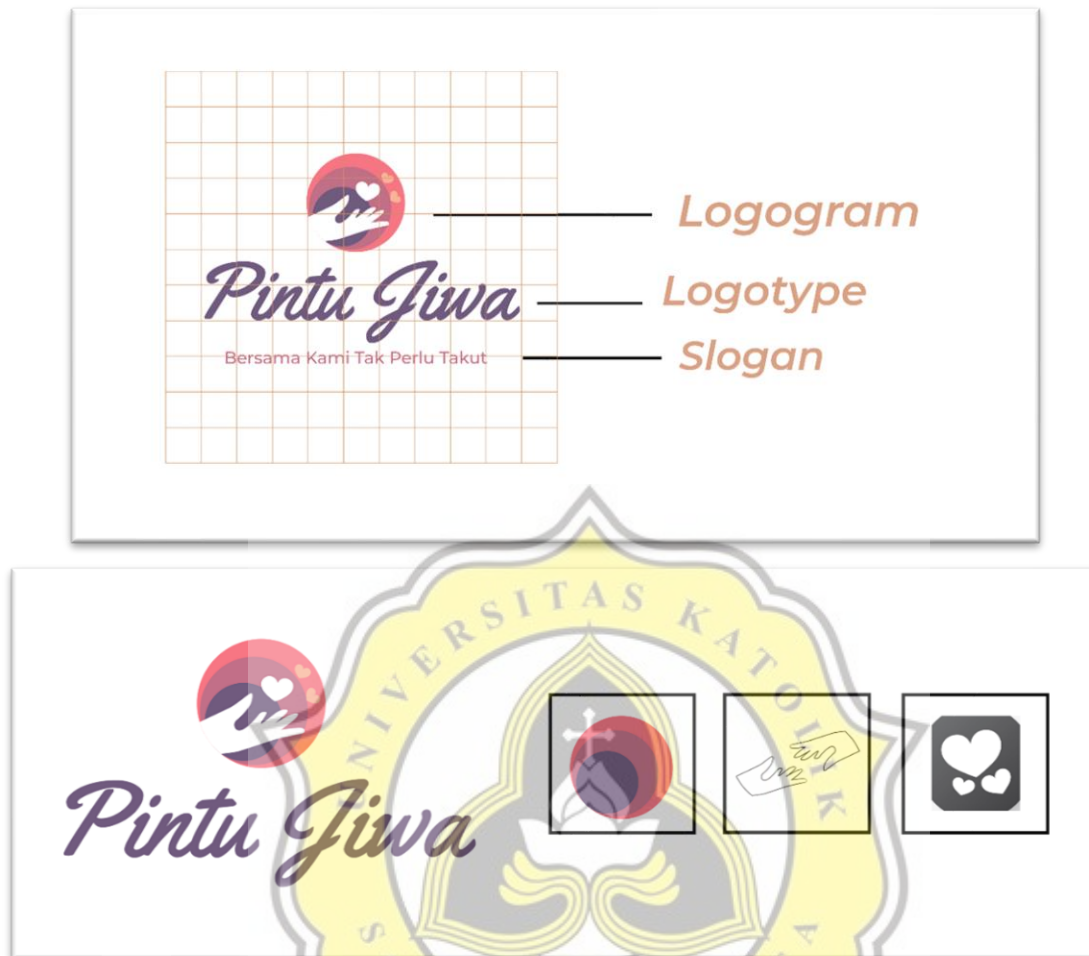 Logogram
Pintu Jiwa
Logotype
Bersama Kami Tak Perlu Takut
Slogan
UNIVERSITAS KATOLIK
Pintu Jiwa